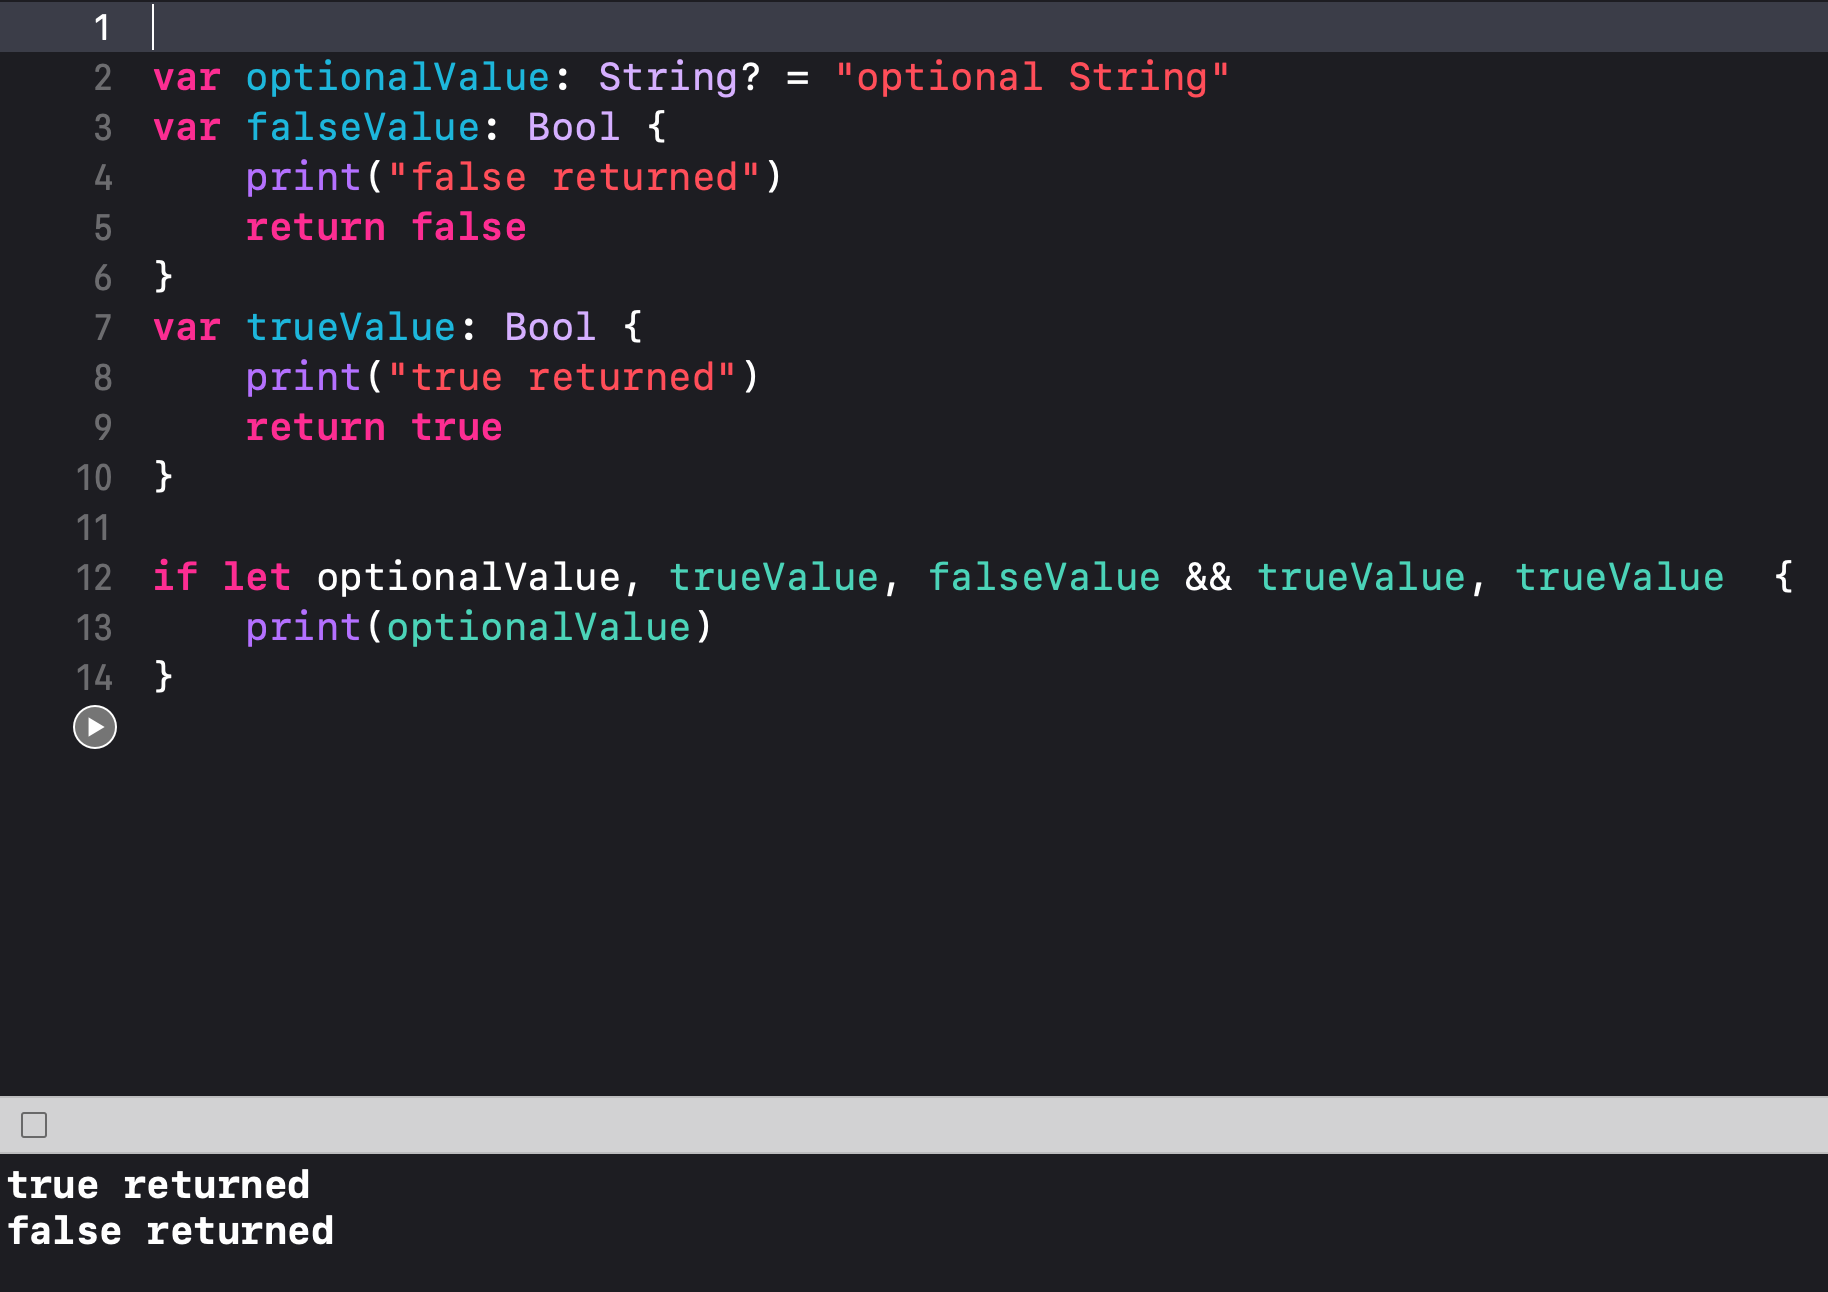 1
2 var optionalValue: String? = "optional String"
3 var falseValue: Bool {
4     print("false returned")
5     return false
6 }
7 var trueValue: Bool {
8     print("true returned")
9     return true
10 }
11
12 if let optionalValue, trueValue, falseValue && trueValue, trueValue  {
13     print(optionalValue)
14 }
true returned
false returned